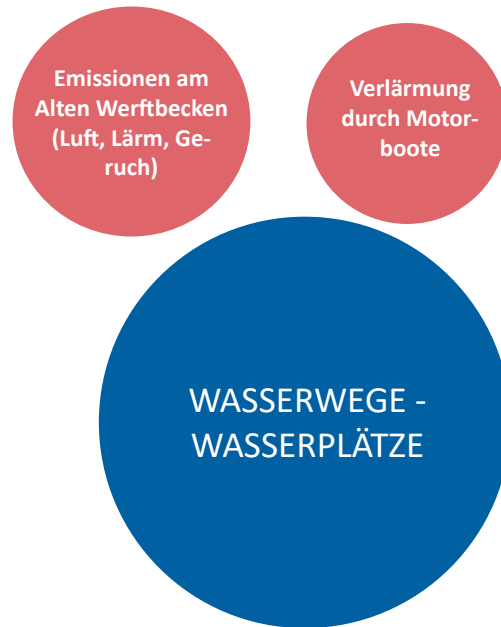 Emissionen am
Alten Werftbecken
(Luft, Lärm, Ge-
ruch)
Verlärmung
durch Motor-
boote
WASSERWEGE -
WASSERPLÄTZE